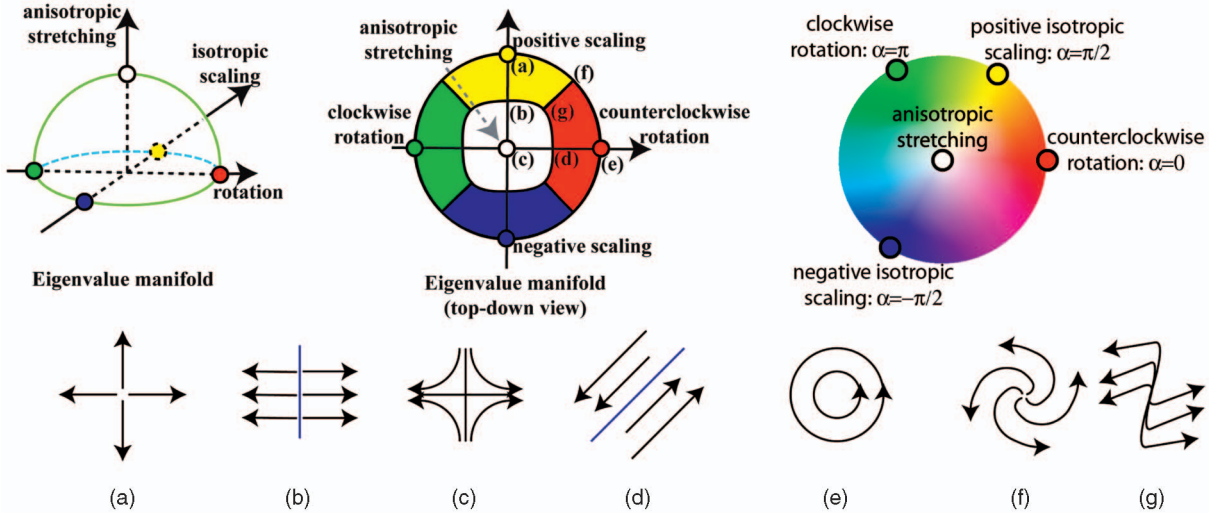 anisotropic
stretching
isotropic
scaling
rotation
Eigenvalue manifold
anisotropic
stretching
positive scaling
(a)
(f)
(b)
(g)
clockwise
rotation
counterclockwise
rotation
(c)
(d)
(e)
negative scaling
Eigenvalue manifold
(top-down view)
clockwise
rotation: α=π
positive isotropic
scaling: α=π/2
anisotropic
stretching
counterclockwise
rotation: α=0
negative isotropic
scaling: α=−π/2
(a)
(b)
(c)
(d)
(e)
(f)
(g)